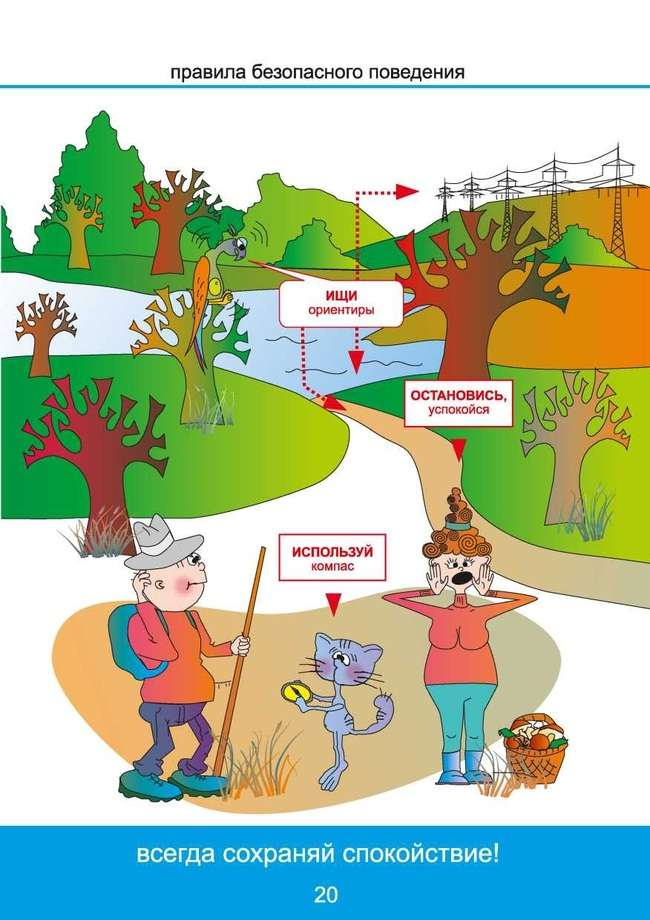 правила безопасного поведения
ИЩИ
ориентиры
ОСТАНОВИСЬ,
успокойся
ИСПОЛЬЗУЙ
компас
всегда сохраняй спокойствие!
20